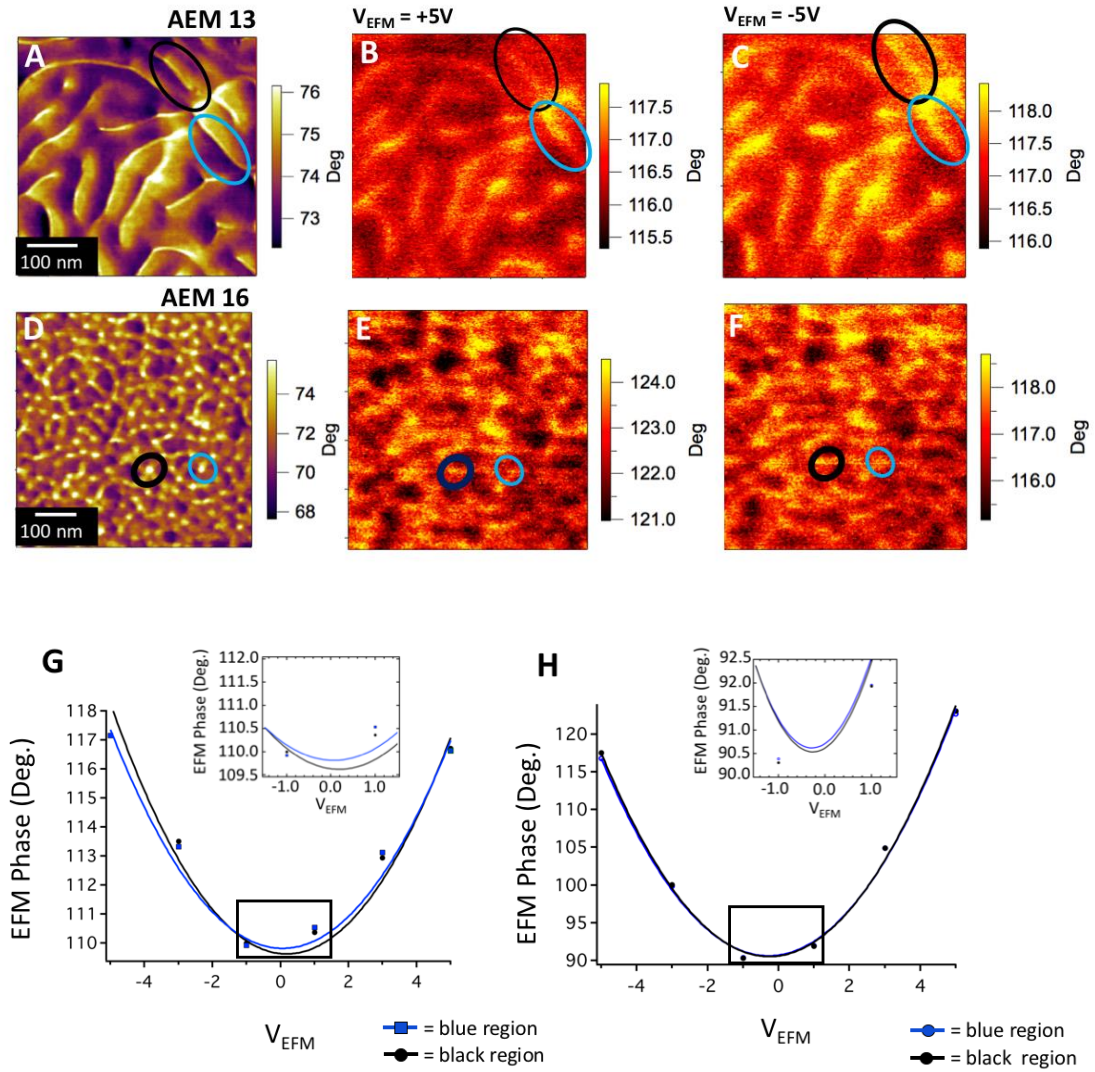 AEM 13
V_EFM = +5V
V_EFM = -5V
A
76
75
74
73
Deg
100 nm
B
117.5
117.0
116.5
116.0
115.5
Deg
C
118.0
117.5
117.0
116.5
116.0
Deg
AEM 16
D
74
72
70
68
Deg
100 nm
E
124.0
123.0
122.0
121.0
Deg
F
118.0
117.0
116.0
Deg
G
EFM Phase (Deg.)
118
117
116
114
113
112
111
110
-4
-2
0
2
4
V_EFM
EFM Phase (Deg.)
112.0
111.5
111.0
110.5
110.0
109.5
-1.0
0.0
1.0
V_EFM
= blue region
= black region
H
EFM Phase (Deg.)
120
115
110
105
100
95
90
-4
-2
0
2
4
V_EFM
EFM Phase (Deg.)
92.5
92.0
91.5
91.0
90.5
90.0
-1.0
0.0
1.0
V_EFM
= blue region
= black region